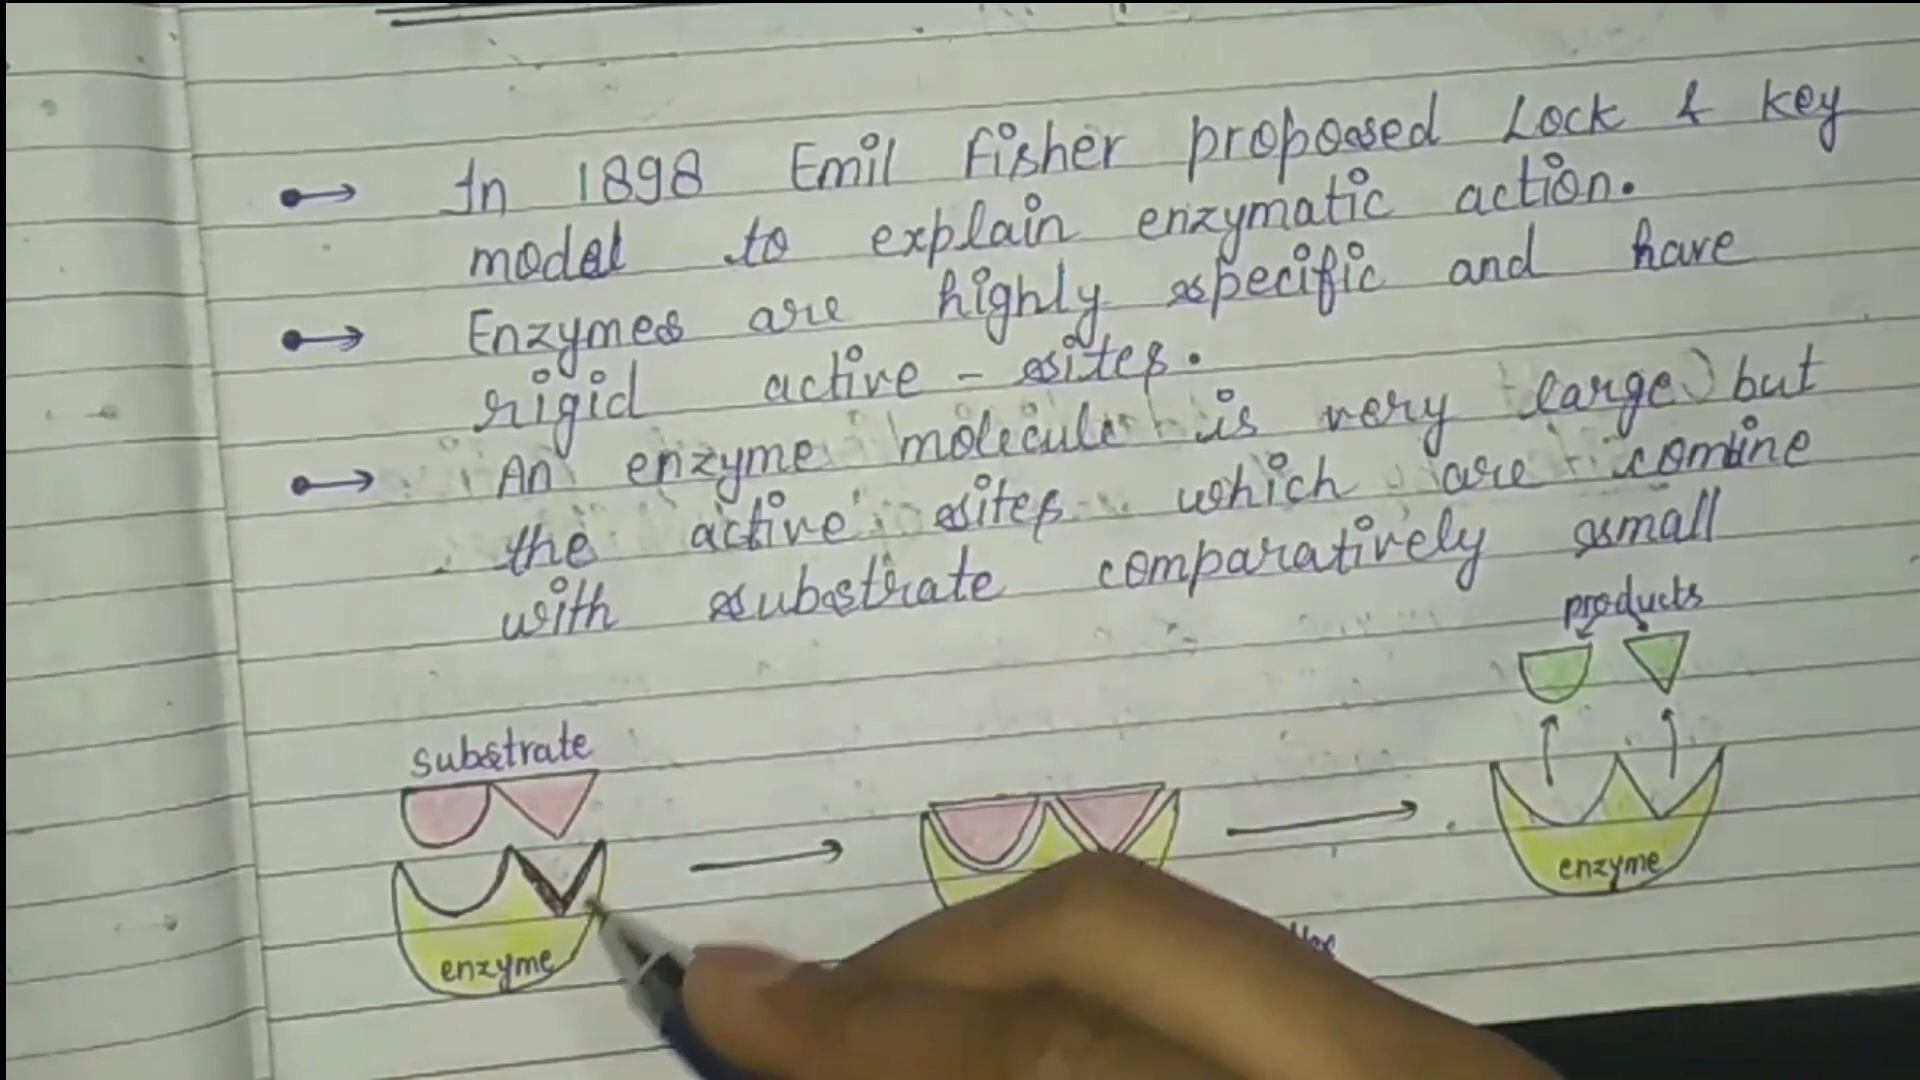 In 1898 Emil Fisher proposed Lock & key
model to explain enzymatic action.
Enzymes are highly specific and have
rigid active - sites.
An enzyme molecule is very large but
the active sites which are comdine
with substrate comparatively small
products
substrate
enzyme
enzyme